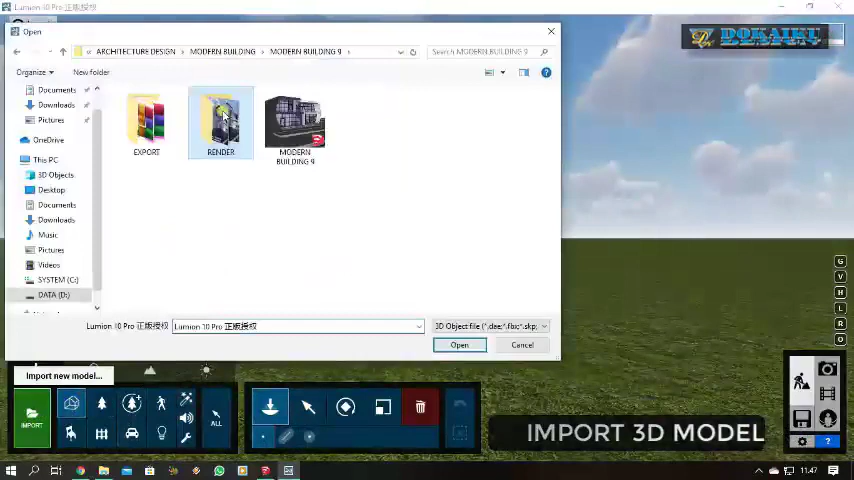 Lumion 10 Pro 正版授权
Open
« ARCHITECTURE DESIGN > MODERN BUILDING > MODERN BUILDING 9 >
Search MODERN BUILDING 9
DOKAIKU
Organize
New folder
Documents
Downloads
Pictures
OneDrive
This PC
3D Objects
Desktop
Documents
Downloads
Music
Pictures
Videos
SYSTEM (C:)
DATA (D:)
EXPORT
RENDER
MODERN
BUILDING 9
Lumion 10 Pro 正版授权
Lumion 10 Pro 正版授权
3D Object file (*.dae;*.fbx;*.skp;
Open
Cancel
G
V
H
L
R
O
Import new model...
IMPORT
ALL
IMPORT 3D MODEL
11.47